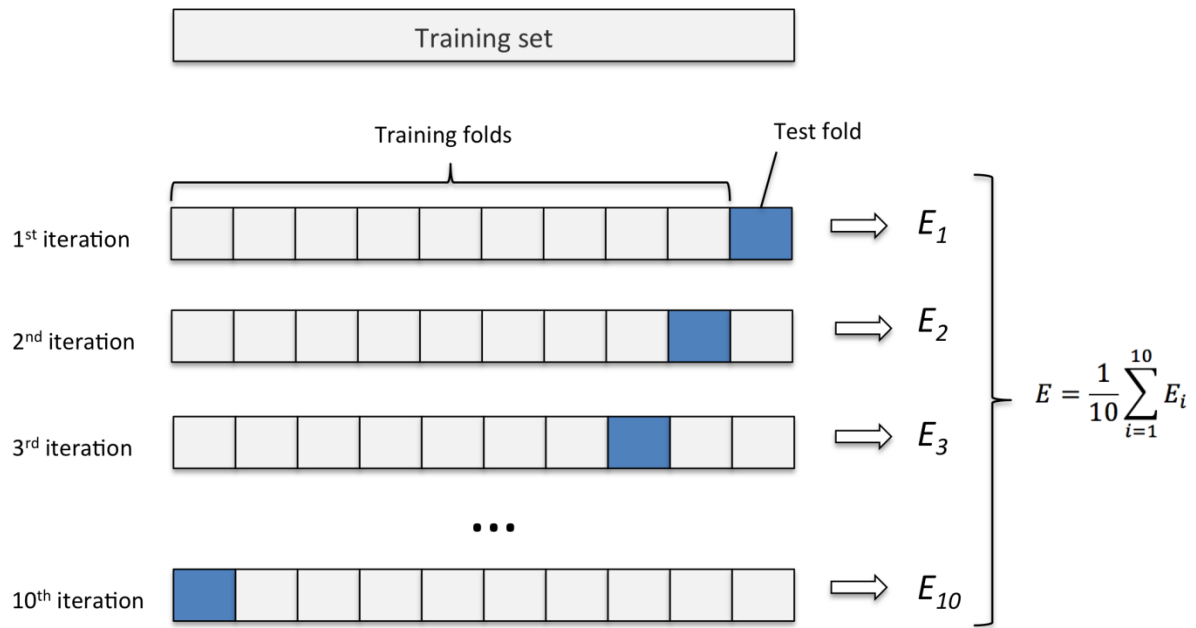 Training set
Training folds
Test fold
1st iteration
E1
2nd iteration
E2
3rd iteration
E3
E = 1/10 ∑ i=1 10 Ei
...
10th iteration
E10